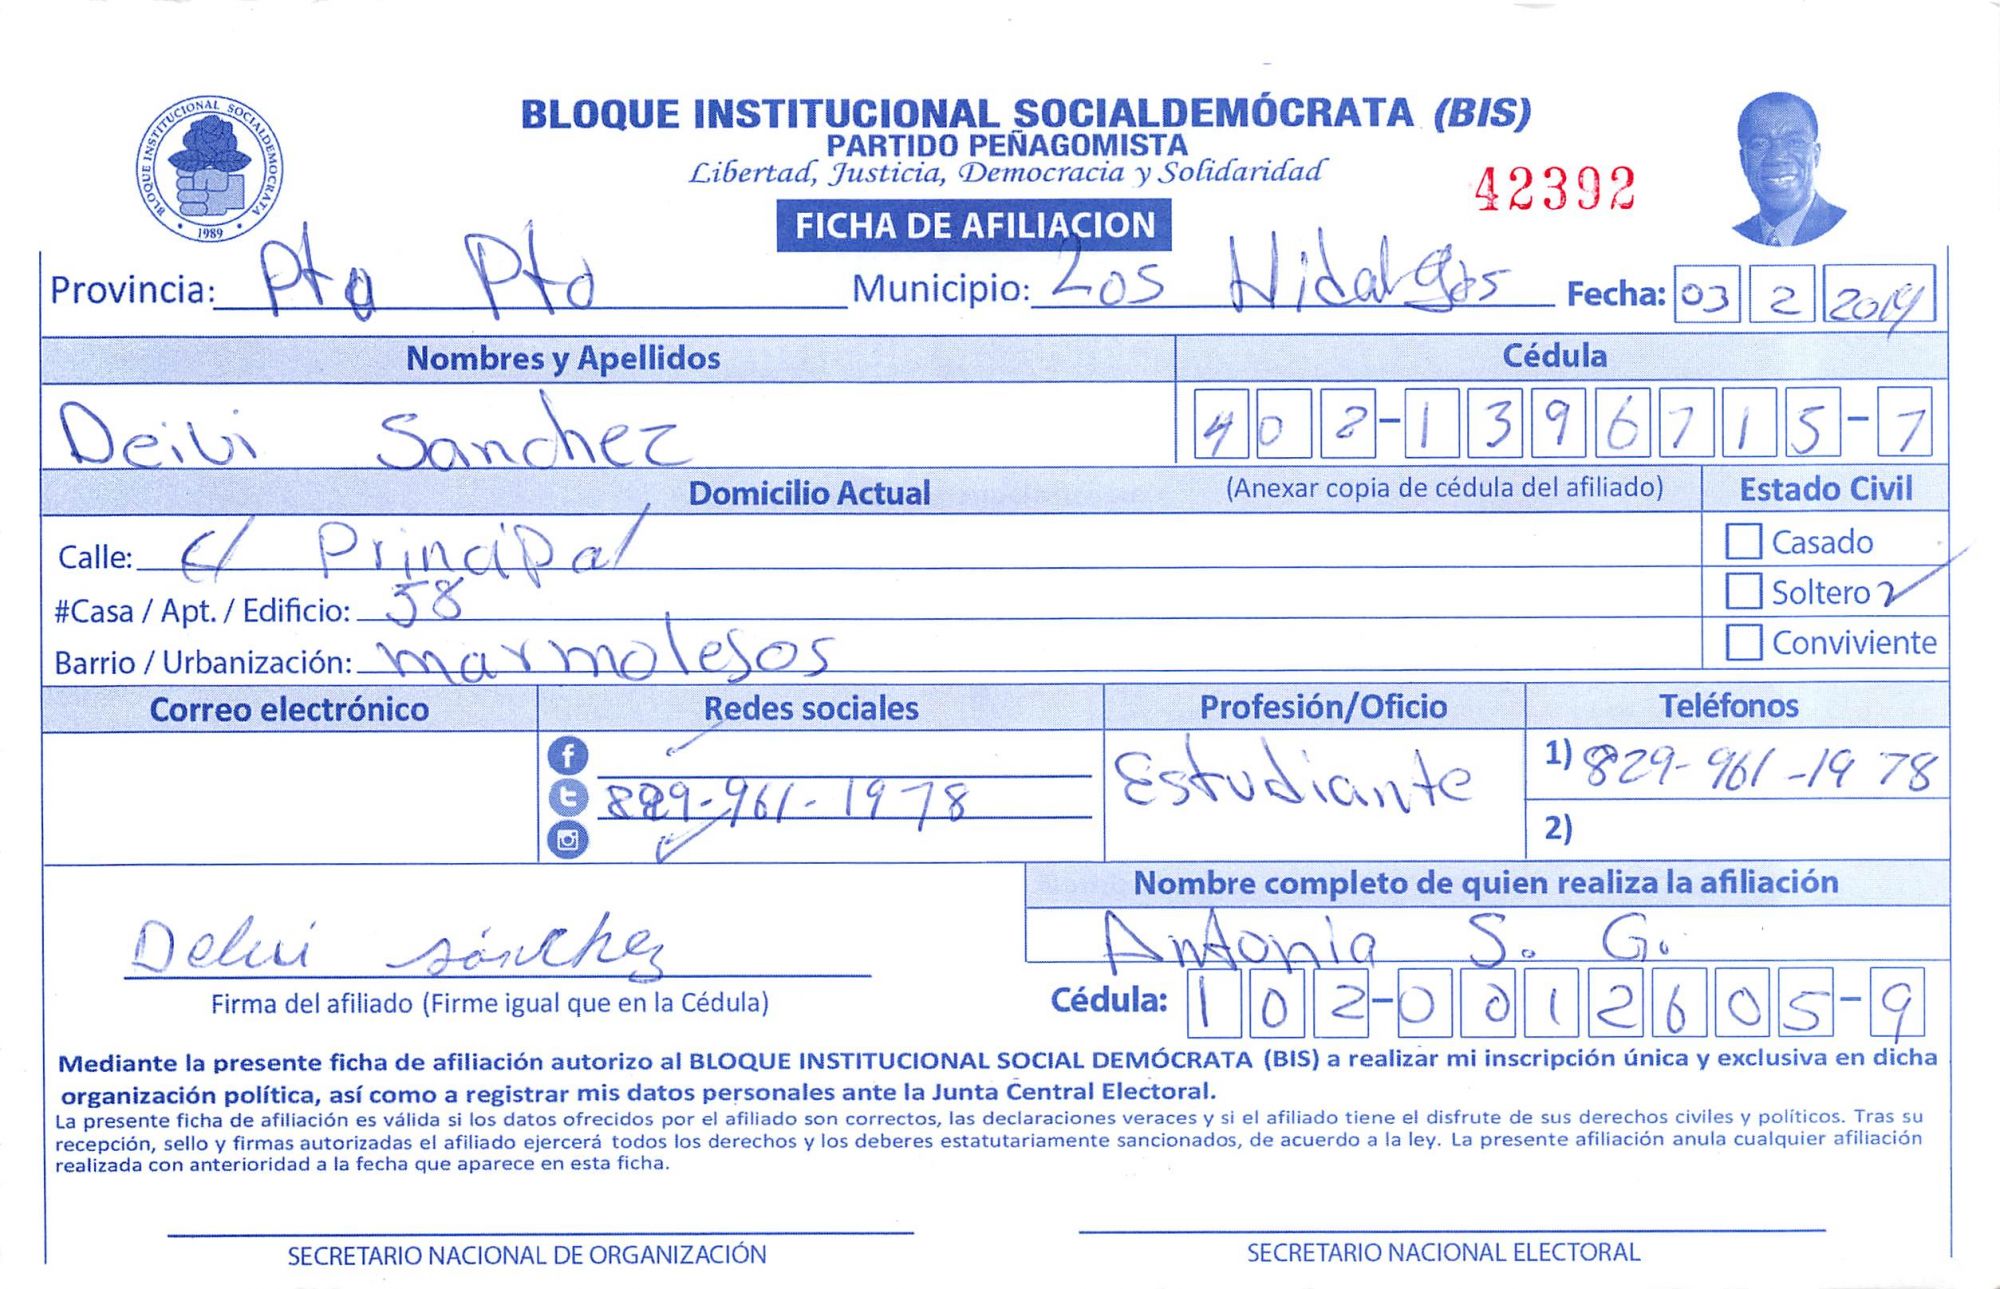 BLOQUE INSTITUCIONAL SOCIALDEMOCRATA
1989
BLOQUE INSTITUCIONAL SOCIALDEMÓCRATA (BIS)
PARTIDO PEÑAGOMISTA
Libertad, Justicia, Democracia y Solidaridad
42392
FICHA DE AFILIACION
Provincia: Pto Pto Municipio: Los Hidalgos Fecha: 03 2 2019
Nombres y Apellidos Cédula
Deivi Sanchez 402-1396715-7
Domicilio Actual (Anexar copia de cédula del afiliado) Estado Civil
Calle: C/ Principal Casado
#Casa / Apt. / Edificio: 58 Soltero
Barrio / Urbanización: marmolejos Conviviente
Correo electrónico Redes sociales Profesión/Oficio Teléfonos
829-961-1978 Estudiante 1) 829-961-1978
2)
Nombre completo de quien realiza la afiliación
Deivi sánchez Antonia S. G.
Firma del afiliado (Firme igual que en la Cédula) Cédula: 102-0012605-9
Mediante la presente ficha de afiliación autorizo al BLOQUE INSTITUCIONAL SOCIAL DEMÓCRATA (BIS) a realizar mi inscripción única y exclusiva en dicha
organización política, así como a registrar mis datos personales ante la Junta Central Electoral.
La presente ficha de afiliación es válida si los datos ofrecidos por el afiliado son correctos, las declaraciones veraces y si el afiliado tiene el disfrute de sus derechos civiles y políticos. Tras su
recepción, sello y firmas autorizadas el afiliado ejercerá todos los derechos y los deberes estatutariamente sancionados, de acuerdo a la ley. La presente afiliación anula cualquier afiliación
realizada con anterioridad a la fecha que aparece en esta ficha.
SECRETARIO NACIONAL DE ORGANIZACIÓN SECRETARIO NACIONAL ELECTORAL